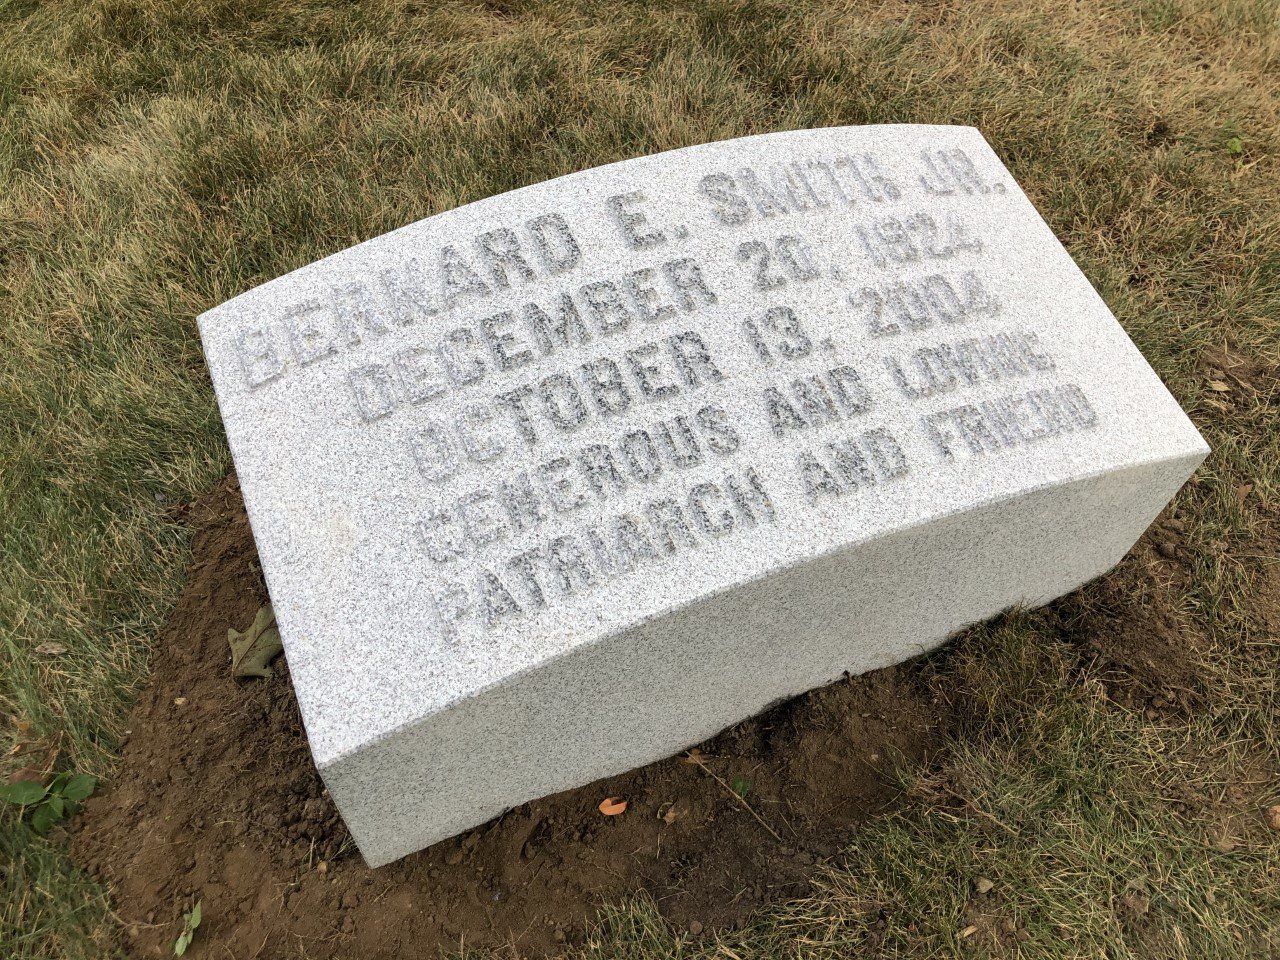 BERNARD E. SMITH JR.
DECEMBER 20, 1924
OCTOBER 13, 2004
GENEROUS AND LOVING
PATRIARCH AND FRIEND